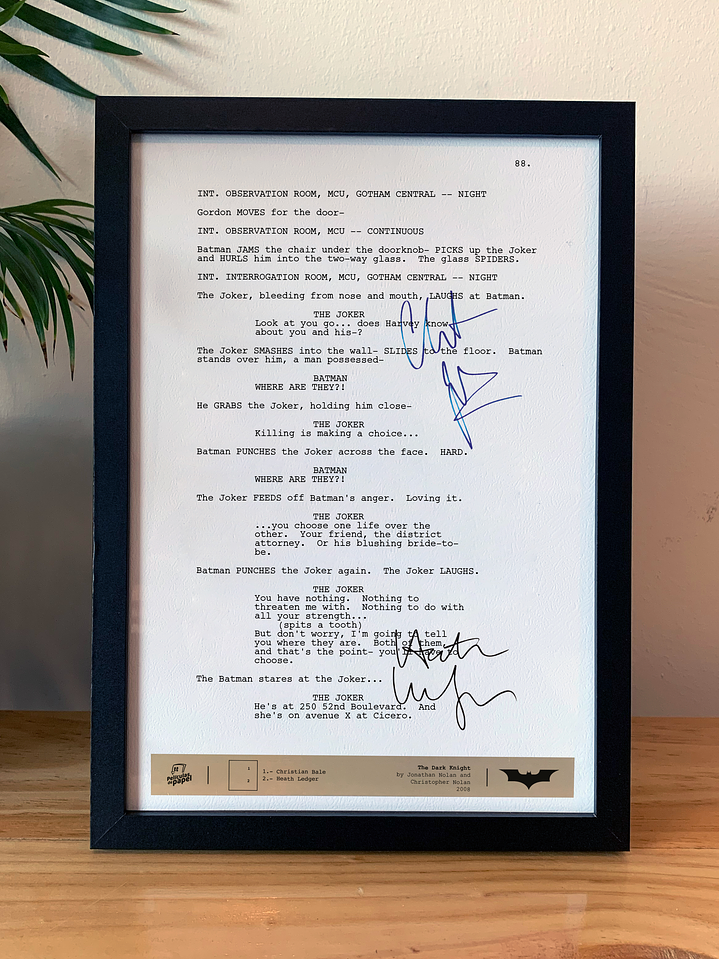 88.
INT. OBSERVATION ROOM, MCU, GOTHAM CENTRAL -- NIGHT
Gordon MOVES for the door-
INT. OBSERVATION ROOM, MCU -- CONTINUOUS
Batman JAMS the chair under the doorknob- PICKS up the Joker
and HURLS him into the two-way glass.  The glass SPIDERS.
INT. INTERROGATION ROOM, MCU, GOTHAM CENTRAL -- NIGHT
The Joker, bleeding from nose and mouth, LAUGHS at Batman.
THE JOKER
Look at you go... does Harvey know
about you and his-?
The Joker SMASHES into the wall- SLIDES to the floor.  Batman
stands over him, a man possessed-
BATMAN
WHERE ARE THEY?!
He GRABS the Joker, holding him close-
THE JOKER
Killing is making a choice...
Batman PUNCHES the Joker across the face.  HARD.
BATMAN
WHERE ARE THEY?!
The Joker FEEDS off Batman's anger.  Loving it.
THE JOKER
...you choose one life over the
other.  Your friend, the district
attorney.  Or his blushing bride-to-
be.
Batman PUNCHES the Joker again.  The Joker LAUGHS.
THE JOKER
You have nothing.  Nothing to
threaten me with.  Nothing to do with
all your strength...
(spits a tooth)
But don't worry, I'm going to tell
you where they are.  Both of them,
and that's the point- you'll have to
choose.
The Batman stares at the Joker...
THE JOKER
He's at 250 52nd Boulevard.  And
she's on avenue X at Cicero.
Películas de papel
1
2
1.- Christian Bale
2.- Heath Ledger
The Dark Knight
by Jonathan Nolan and
Christopher Nolan
2008